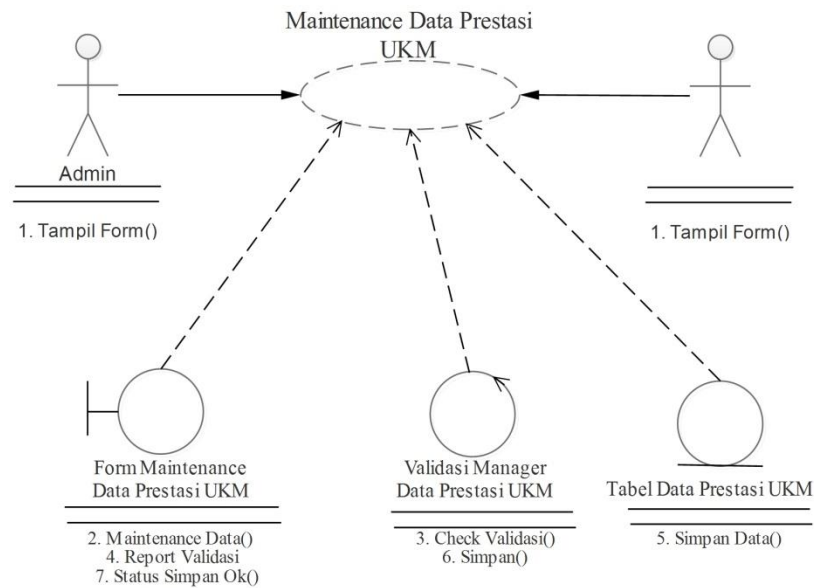 Maintenance Data Prestasi
UKM
Admin
1. Tampil Form()
1. Tampil Form()
Form Maintenance
Data Prestasi UKM
2. Maintenance Data()
4. Report Validasi
7. Status Simpan Ok()
Validasi Manager
Data Prestasi UKM
3. Check Validasi()
6. Simpan()
Tabel Data Prestasi UKM
5. Simpan Data()